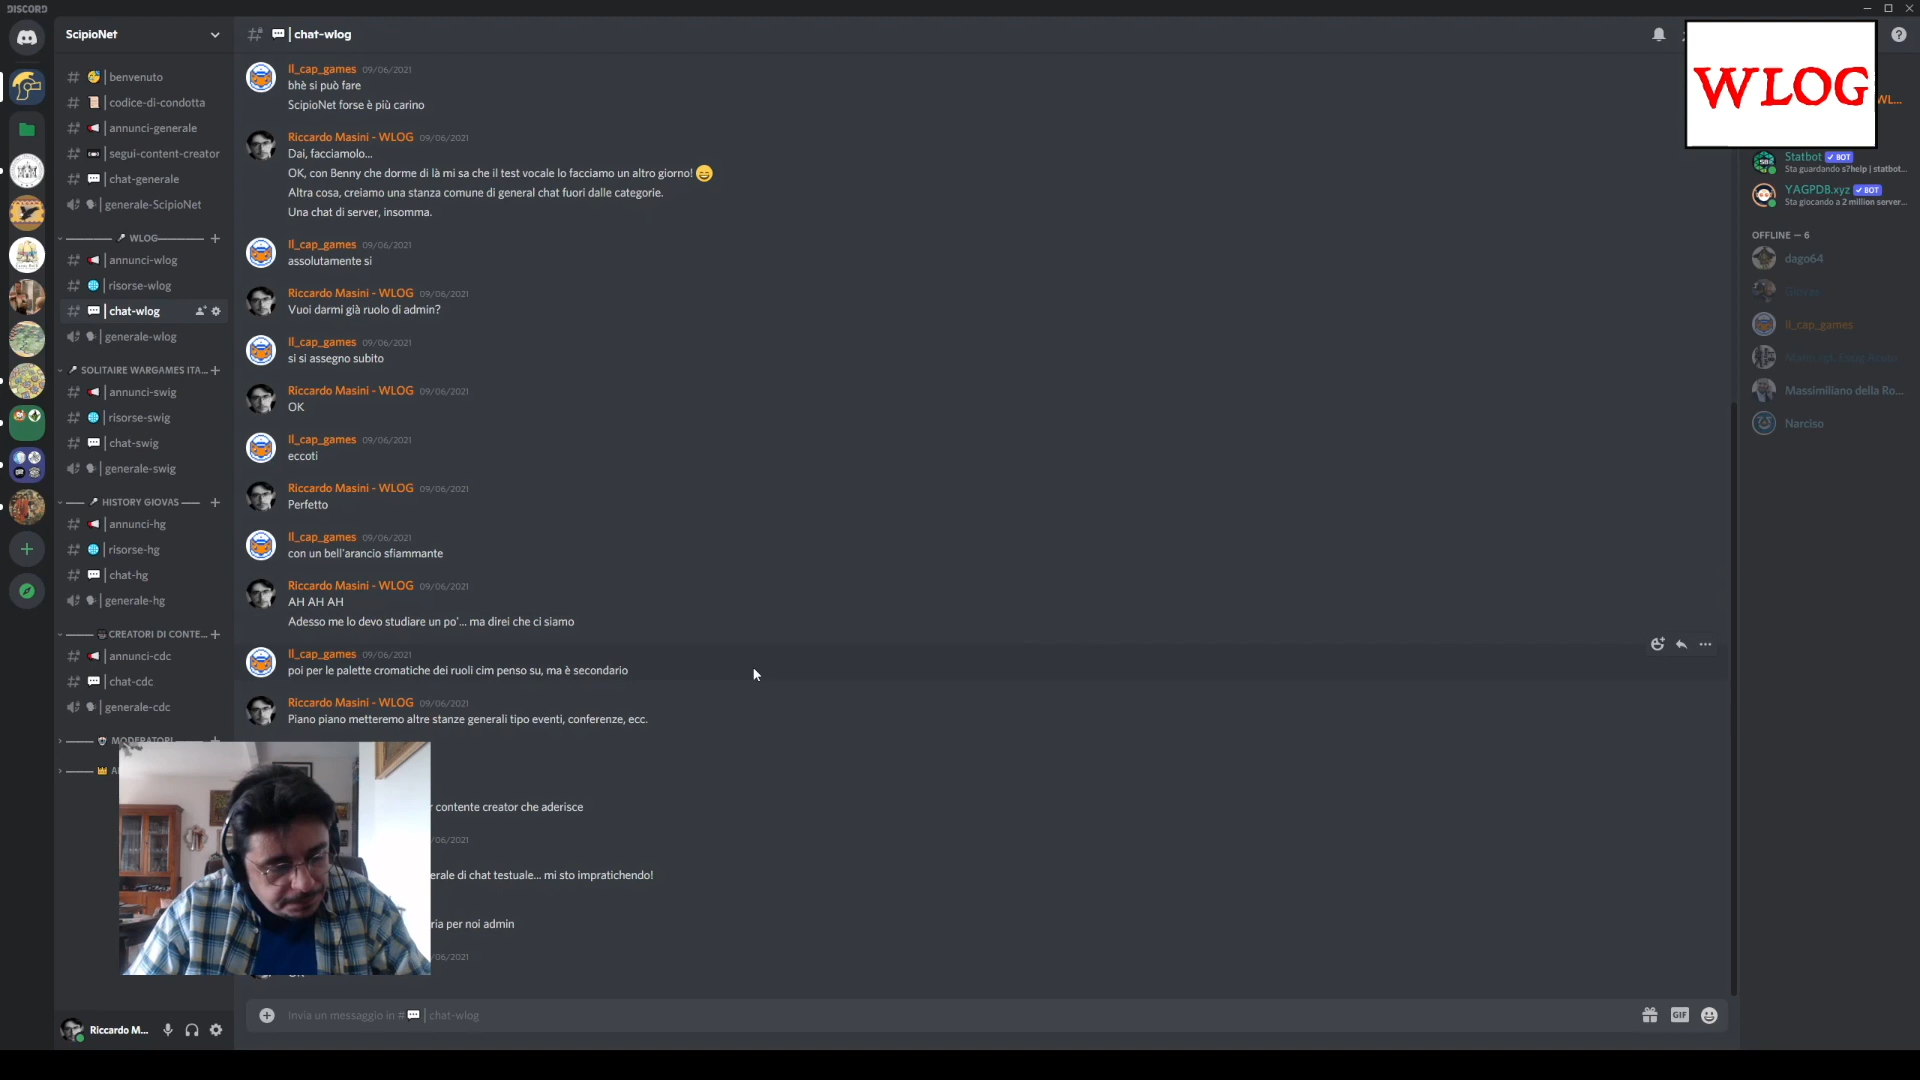 DISCORD
ScipioNet
benvenuto
codice-di-condotta
annunci-generale
segui-content-creator
chat-generale
generale-ScipioNet
WLOG
annunci-wlog
risorse-wlog
chat-wlog
generale-wlog
SOLITAIRE WARGAMES ITA...
annunci-swig
risorse-swig
chat-swig
generale-swig
HISTORY GIOVAS
annunci-hg
risorse-hg
chat-hg
generale-hg
CREATORI DI CONTE...
annunci-cdc
chat-cdc
generale-cdc
MODERATORI
Riccardo M...
chat-wlog
Il_cap_games 09/06/2021
bhè si può fare
ScipioNet forse è più carino
Riccardo Masini - WLOG 09/06/2021
Dai, facciamolo...
OK, con Benny che dorme di là mi sa che il test vocale lo facciamo un altro giorno!
Altra cosa, creiamo una stanza comune di general chat fuori dalle categorie.
Una chat di server, insomma.
Il_cap_games 09/06/2021
assolutamente si
Riccardo Masini - WLOG 09/06/2021
Vuoi darmi già ruolo di admin?
Il_cap_games 09/06/2021
si si assegno subito
Riccardo Masini - WLOG 09/06/2021
OK
Il_cap_games 09/06/2021
eccoti
Riccardo Masini - WLOG 09/06/2021
Perfetto
Il_cap_games 09/06/2021
con un bell'arancio sfiammante
Riccardo Masini - WLOG 09/06/2021
AH AH AH
Adesso me lo devo studiare un po'... ma direi che ci siamo
Il_cap_games 09/06/2021
poi per le palette cromatiche dei ruoli cim penso su, ma è secondario
Riccardo Masini - WLOG 09/06/2021
Piano piano metteremo altre stanze generali tipo eventi, conferenze, ecc.
contente creator che aderisce
/06/2021
erale di chat testuale... mi sto impratichendo!
ria per noi admin
/06/2021
Invia un messaggio in # | chat-wlog
GIF
WLOG
WL...
Statbot BOT
Sta guardando s?help | statbot...
YAGPDB.xyz BOT
Sta giocando a 2 million server...
OFFLINE — 6
dago64
Giovas
Il_cap_games
Massimiliano della Ro...
Narciso